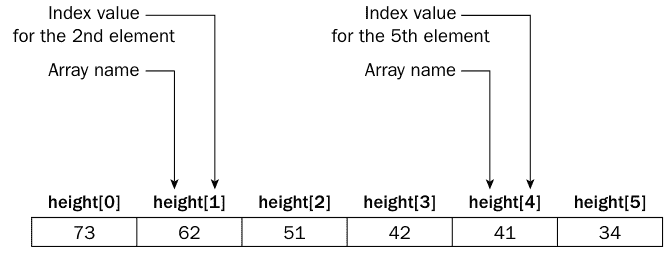 Index value
for the 2nd element
Array name
Index value
for the 5th element
Array name
height[0] height[1] height[2] height[3] height[4] height[5]
73 62 51 42 41 34